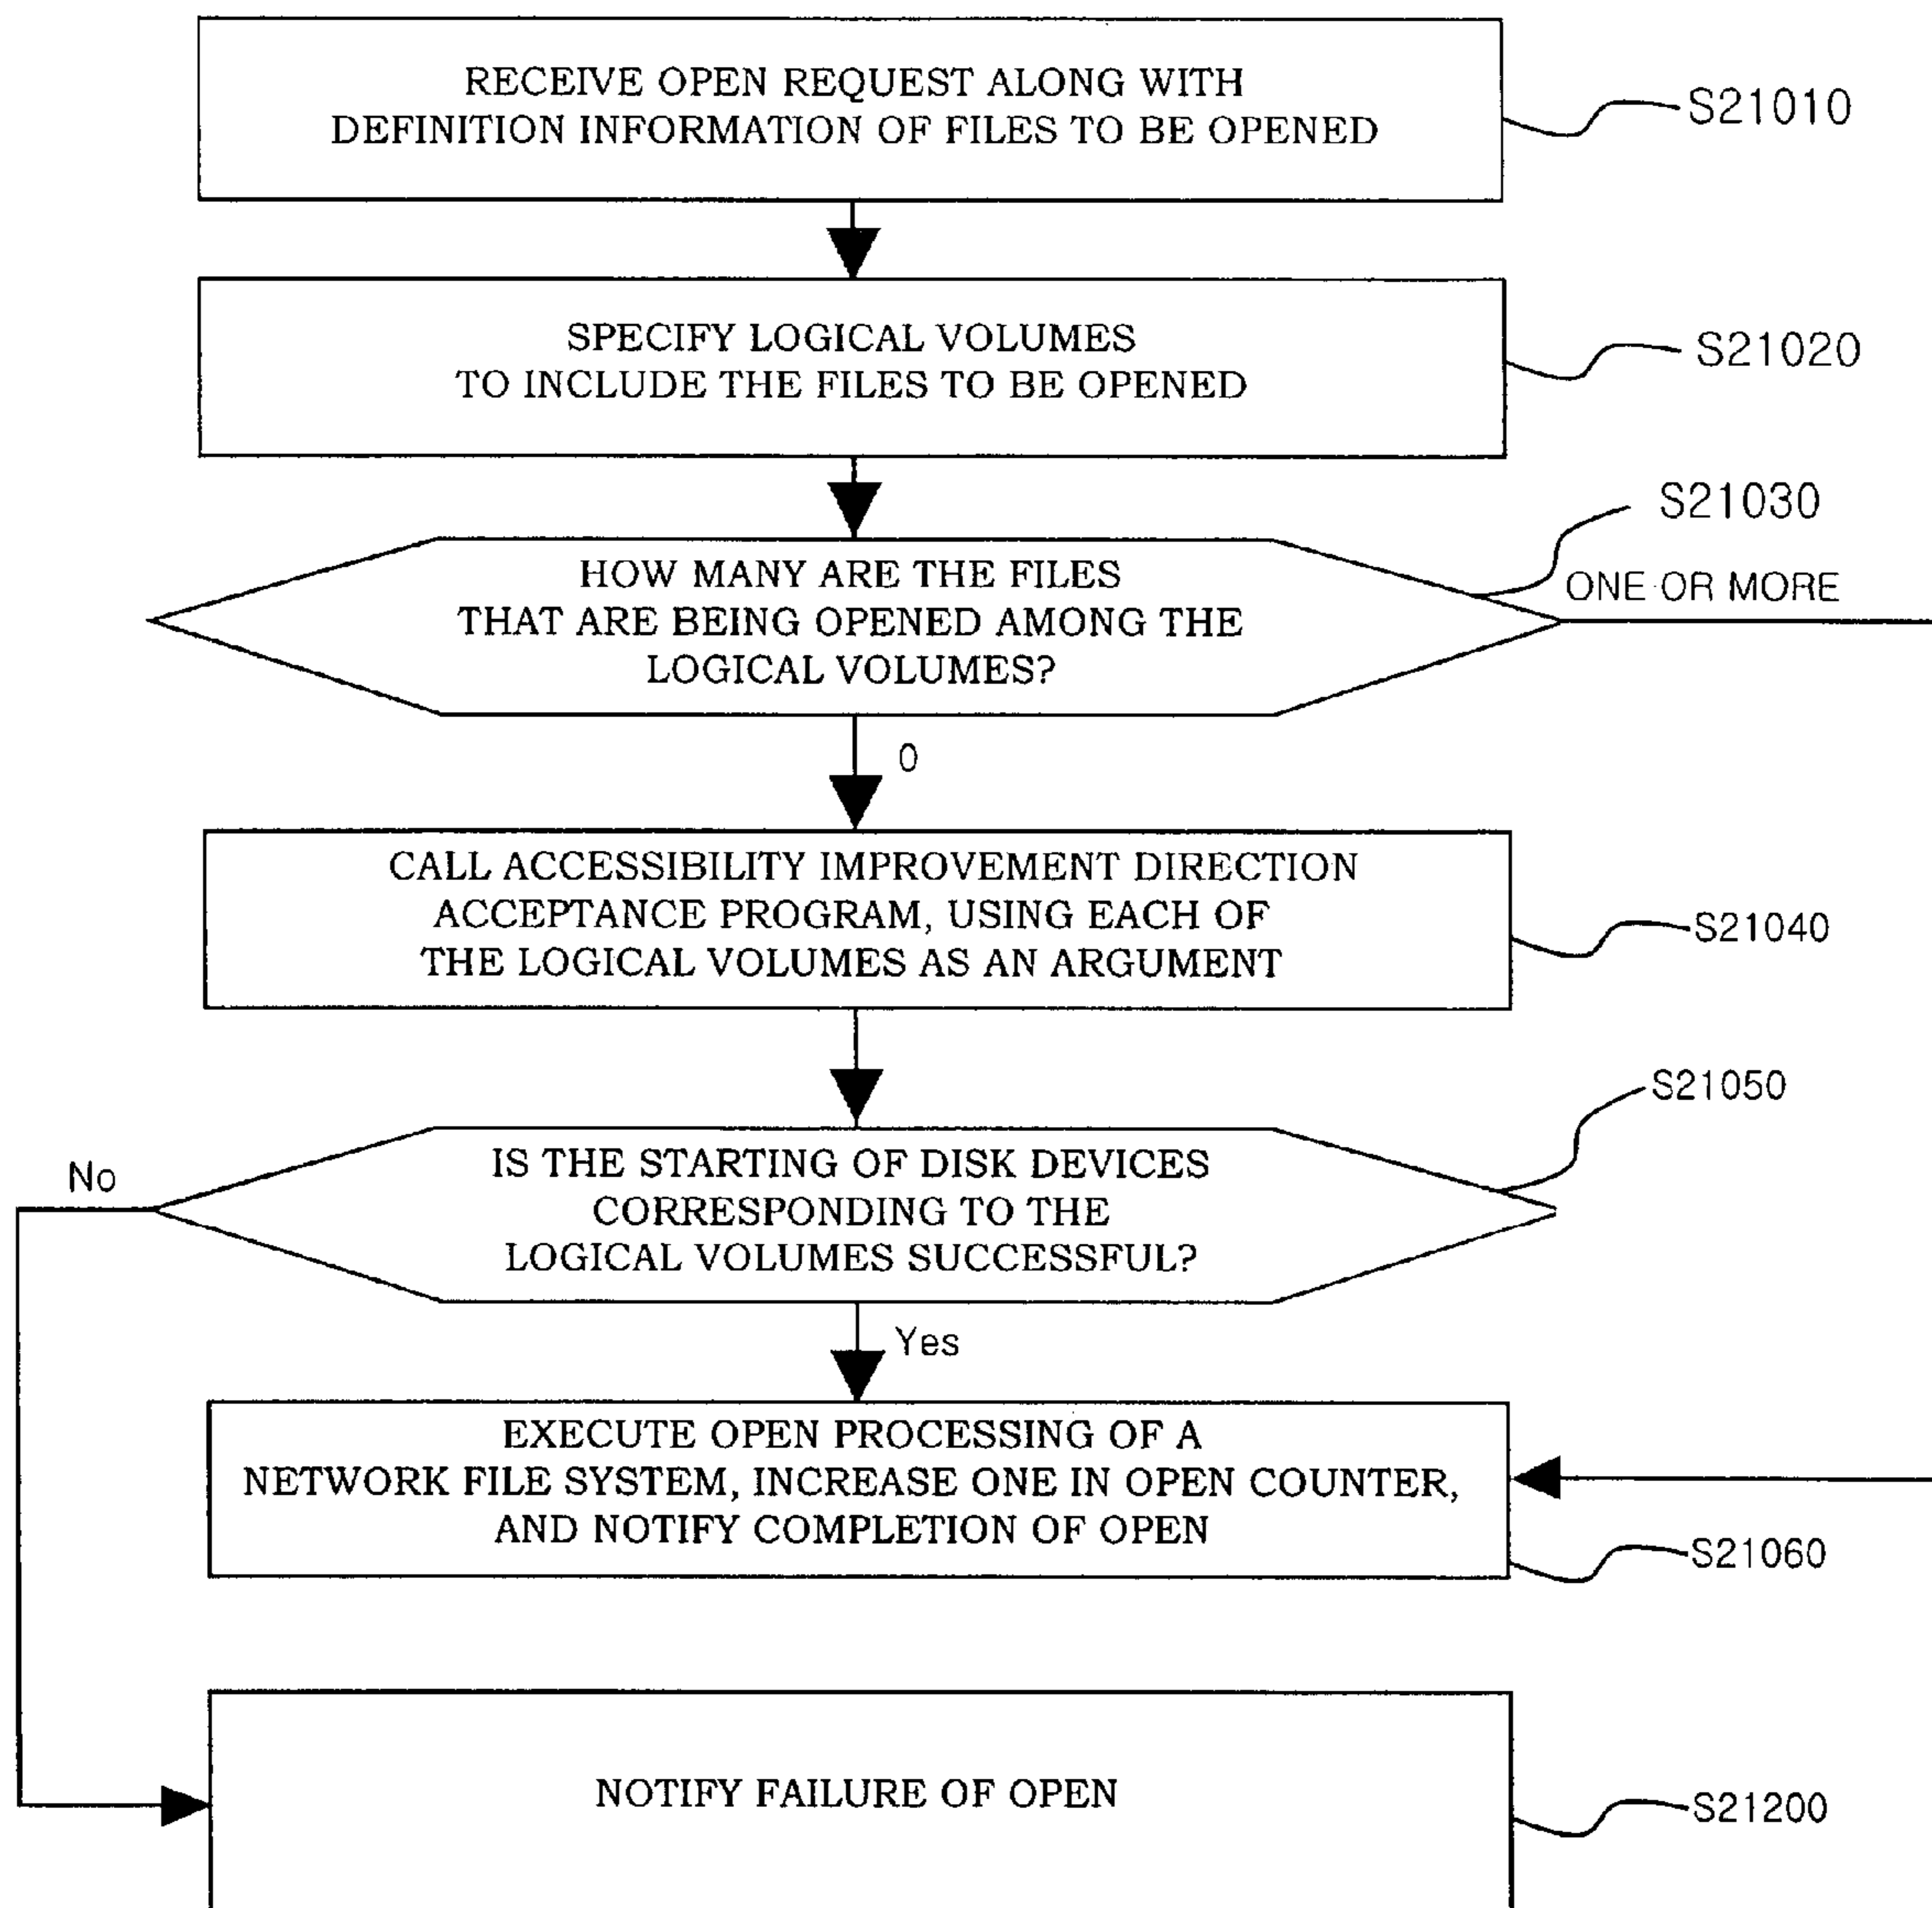 RECEIVE OPEN REQUEST ALONG WITH
DEFINITION INFORMATION OF FILES TO BE OPENED
S21010
SPECIFY LOGICAL VOLUMES
TO INCLUDE THE FILES TO BE OPENED
S21020
S21030
HOW MANY ARE THE FILES
THAT ARE BEING OPENED AMONG THE
LOGICAL VOLUMES?
ONE OR MORE
0
CALL ACCESSIBILITY IMPROVEMENT DIRECTION
ACCEPTANCE PROGRAM, USING EACH OF
THE LOGICAL VOLUMES AS AN ARGUMENT
S21040
S21050
No
IS THE STARTING OF DISK DEVICES
CORRESPONDING TO THE
LOGICAL VOLUMES SUCCESSFUL?
Yes
EXECUTE OPEN PROCESSING OF A
NETWORK FILE SYSTEM, INCREASE ONE IN OPEN COUNTER,
AND NOTIFY COMPLETION OF OPEN
S21060
NOTIFY FAILURE OF OPEN
S21200